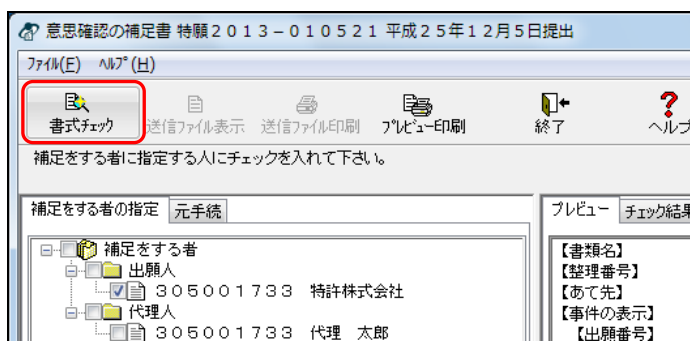 意思確認の補足書 特願２０１３－０１０５２１ 平成２５年１２月５日提出
ﾌｧｲﾙ(F) ﾍﾙﾌﾟ(H)
書式ﾁｪｯｸ 送信ﾌｧｲﾙ表示 送信ﾌｧｲﾙ印刷 ﾌﾟﾚﾋﾞｭｰ印刷 終了 ヘルプ
補足をする者に指定する人にチェックを入れて下さい。
補足をする者の指定 元手続
補足をする者
出願人
３０５００１７３３ 特許株式会社
代理人
３０５００１７３３ 代理 太郎
プレビュー チェック結果
【書類名】
【整理番号】
【あて先】
【事件の表示】
【出願番号】